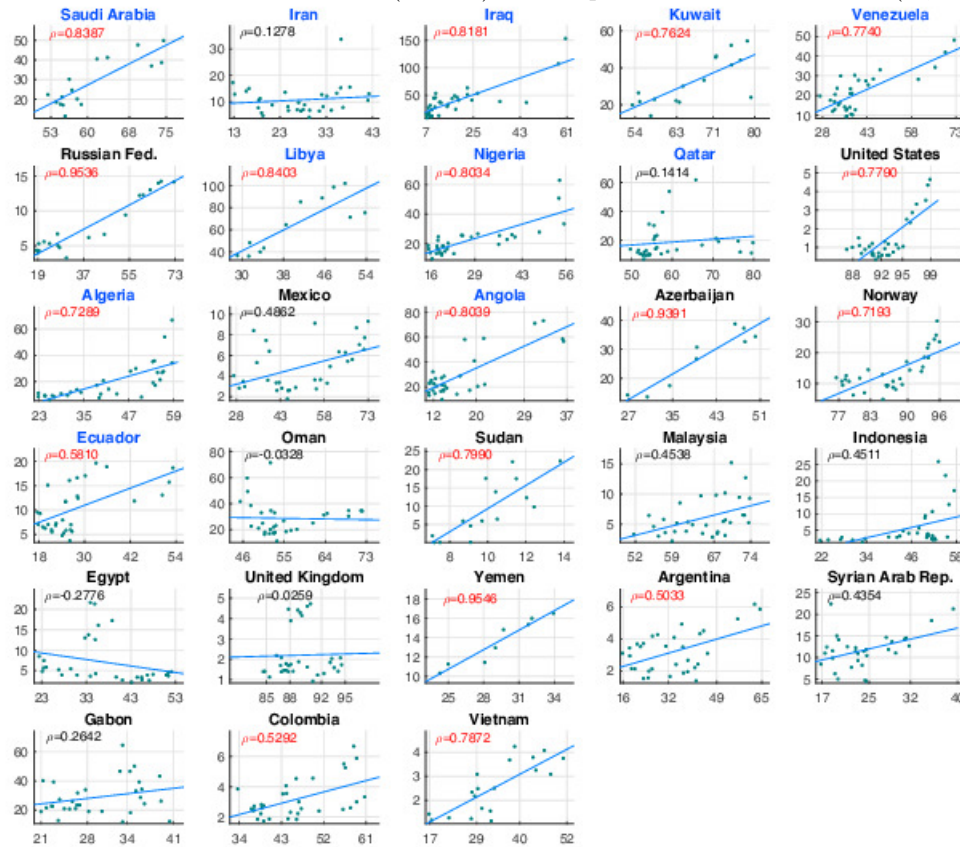 Saudi Arabia
ρ=0.8387
50
40
30
20
53 60 68 75
Iran
ρ=0.1278
30
20
10
13 23 33 43
Iraq
ρ=0.8181
150
100
50
7 25 43 61
Kuwait
ρ=0.7624
60
40
20
54 63 71 80
Venezuela
ρ=0.7740
50
40
30
20
10
28 43 58 73
Russian Fed.
ρ=0.9536
15
10
5
19 37 55 73
Libya
ρ=0.8403
100
80
60
40
30 38 46 54
Nigeria
ρ=0.8034
80
60
40
20
16 29 43 56
Qatar
ρ=0.1414
60
40
20
50 60 70 80
United States
ρ=0.7790
5
4
3
2
1
88 92 95 99
Algeria
ρ=0.7289
60
40
20
23 35 47 59
Mexico
ρ=0.4862
10
8
6
4
2
28 43 58 73
Angola
ρ=0.8039
80
60
40
20
12 20 29 37
Azerbaijan
ρ=0.9391
40
30
20
27 35 43 51
Norway
ρ=0.7193
30
20
10
77 83 90 96
Ecuador
ρ=0.5810
20
15
10
5
18 30 42 54
Oman
ρ=-0.0328
80
60
40
20
46 55 64 73
Sudan
ρ=0.7990
25
20
15
10
5
8 10 12 14
Malaysia
ρ=0.4538
15
10
5
52 59 67 74
Indonesia
ρ=0.4511
25
20
15
10
5
22 34 46 58
Egypt
ρ=-0.2776
20
15
10
5
23 33 43 53
United Kingdom
ρ=0.0259
5
4
3
2
1
85 88 92 95
Yemen
ρ=0.9546
18
16
14
12
10
25 28 31 34
Argentina
ρ=0.5033
6
4
2
16 32 49 65
Syrian Arab Rep.
ρ=0.4354
25
20
15
10
5
17 25 32 40
Gabon
ρ=0.2642
80
60
40
20
21 28 34 41
Colombia
ρ=0.5292
6
4
2
34 43 52 61
Vietnam
ρ=0.7872
4
3
2
17 29 40 52